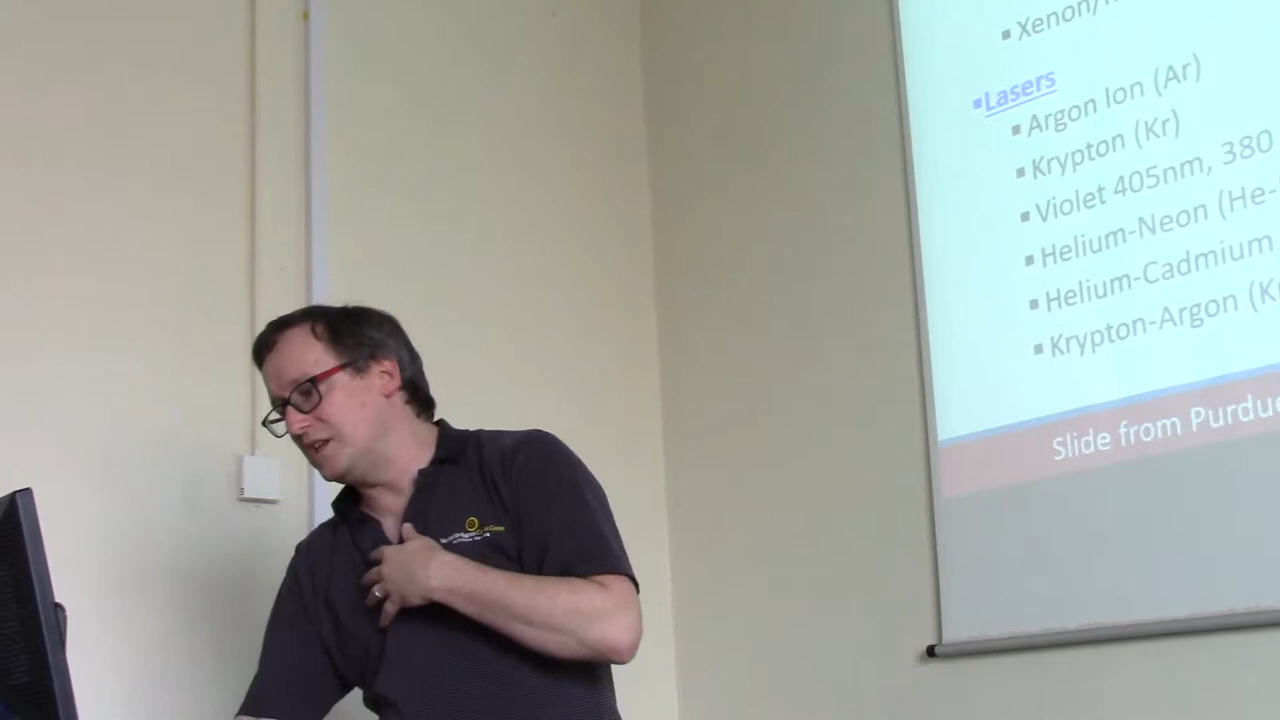 ▪ Xenon/
▪Lasers
▪ Argon Ion (Ar)
▪ Krypton (Kr)
▪ Violet 405nm, 380
▪ Helium-Neon (He-
▪ Helium-Cadmium
▪ Krypton-Argon (Kr
Slide from Purdue